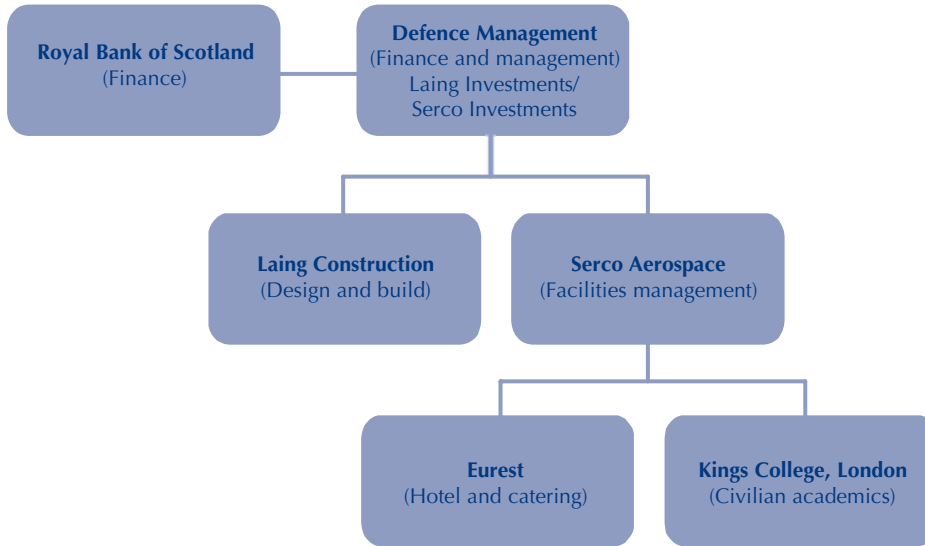 Royal Bank of Scotland
(Finance)
Defence Management
(Finance and management)
Laing Investments/
Serco Investments
Laing Construction
(Design and build)
Serco Aerospace
(Facilities management)
Eurest
(Hotel and catering)
Kings College, London
(Civilian academics)